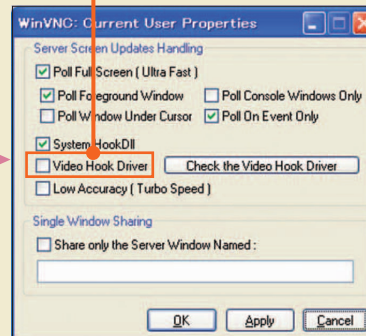 WinVNC: Current User Properties
Server Screen Updates Handling
Poll Full Screen ( Ultra Fast )
Poll Foreground Window Poll Console Windows Only
Poll Window Under Cursor Poll On Event Only
System HookDll
Video Hook Driver Check the Video Hook Driver
Low Accuracy ( Turbo Speed )
Single Window Sharing
Share only the Server Window Named :
OK Apply Cancel